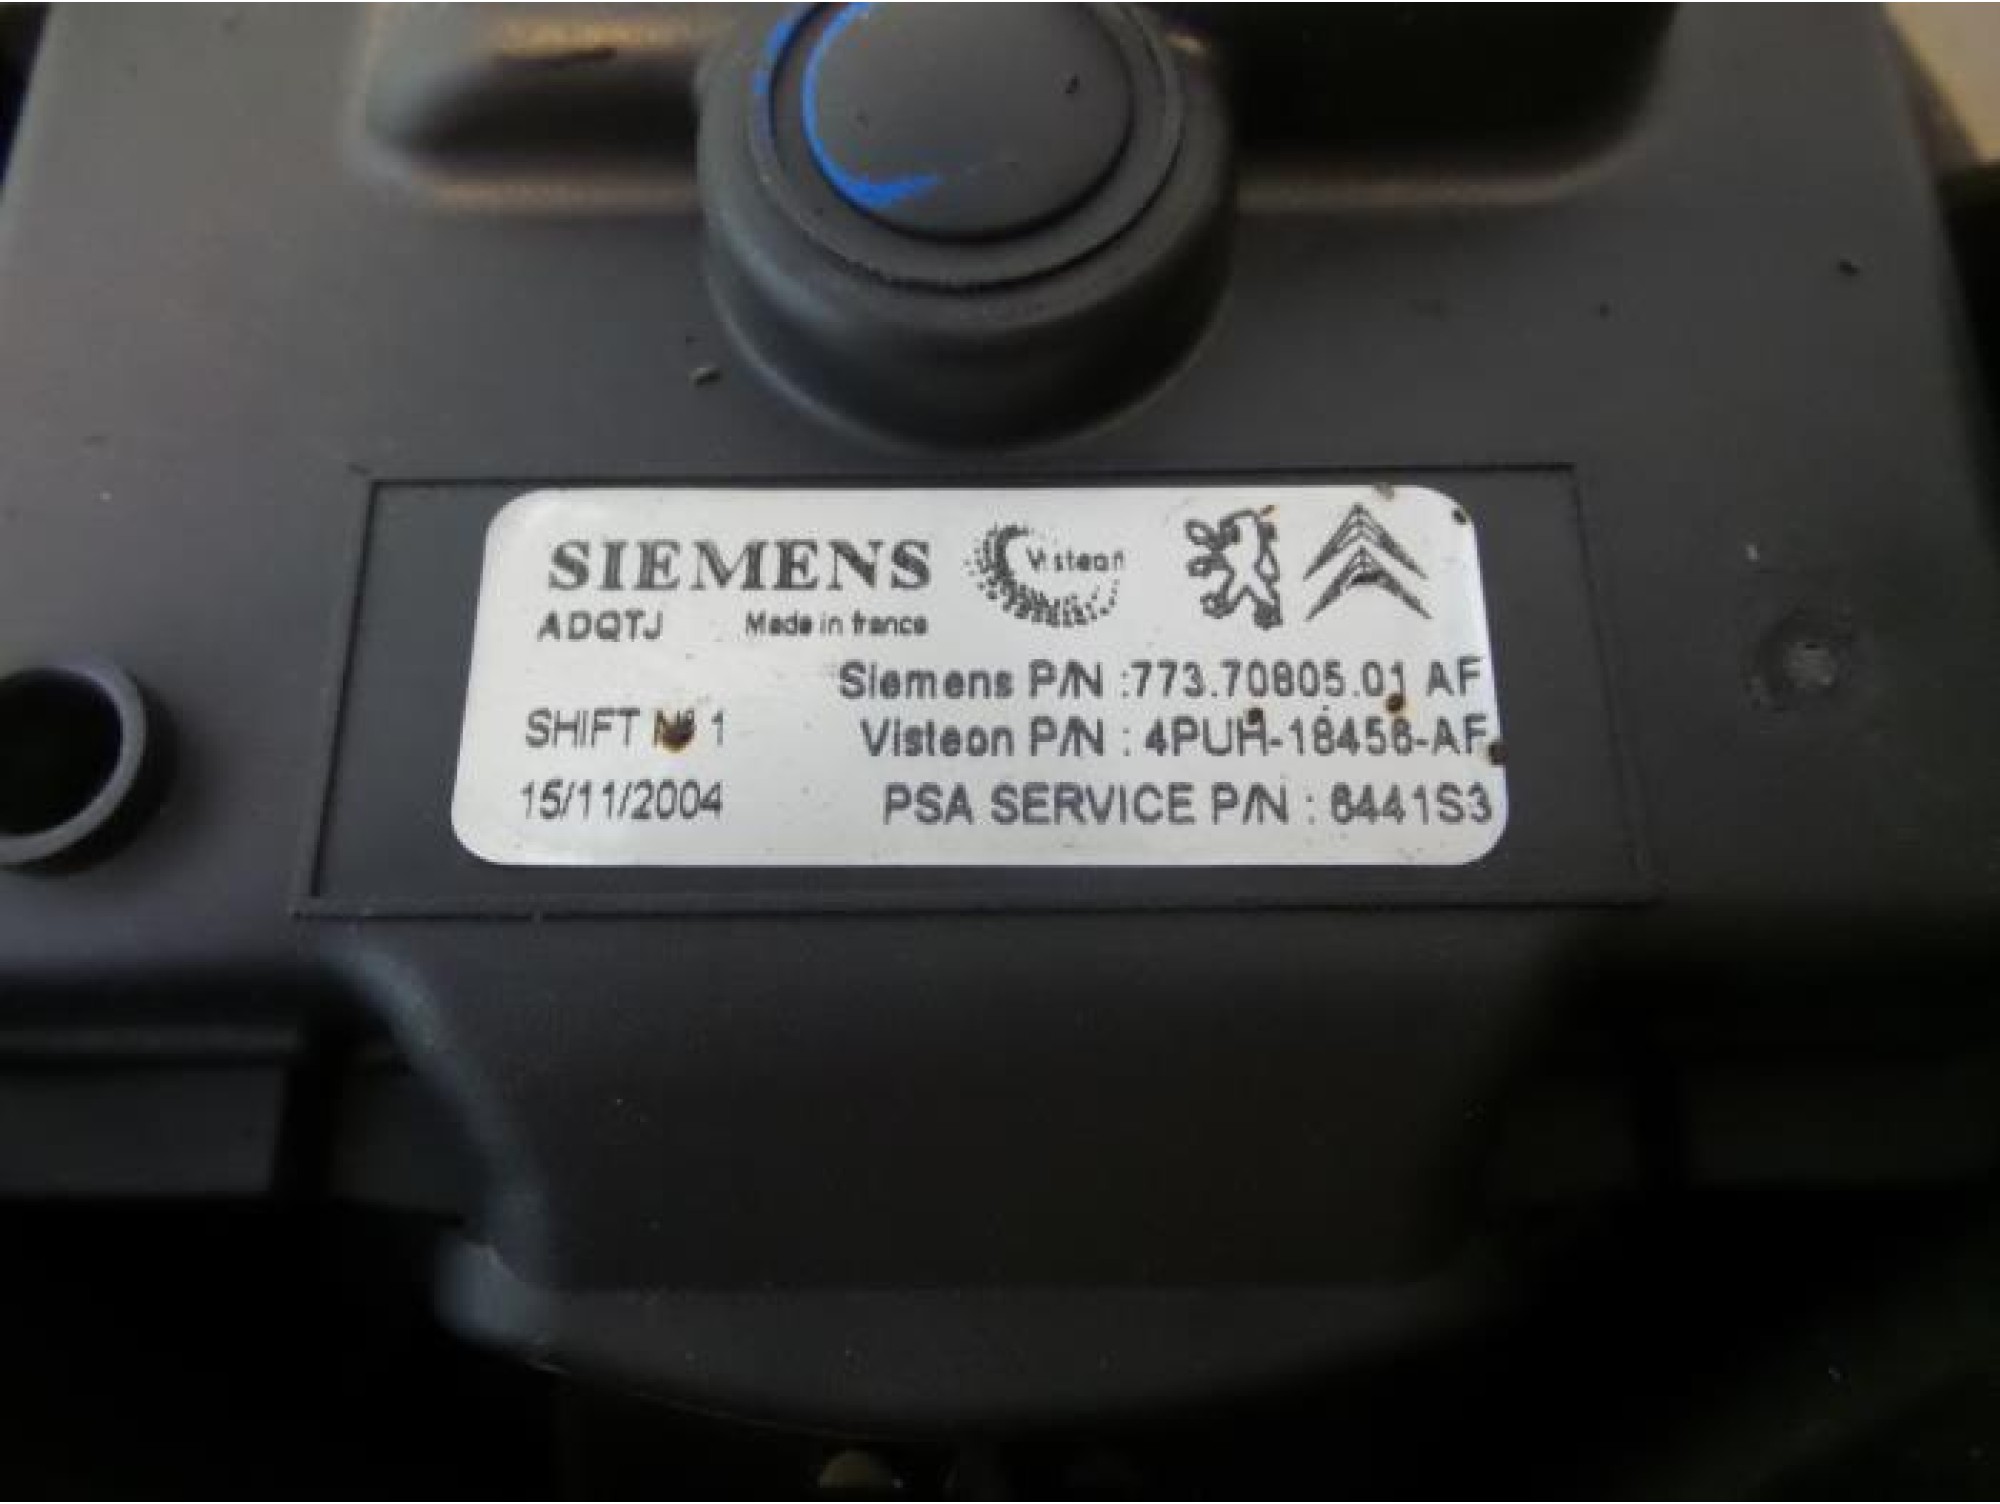 SIEMENS
Visteon
ADQTJ Made in france
Siemens P/N :773.70805.01 AF
SHIFT N° 1
Visteon P/N : 4PUH-18456-AF
15/11/2004
PSA SERVICE P/N : 6441S3